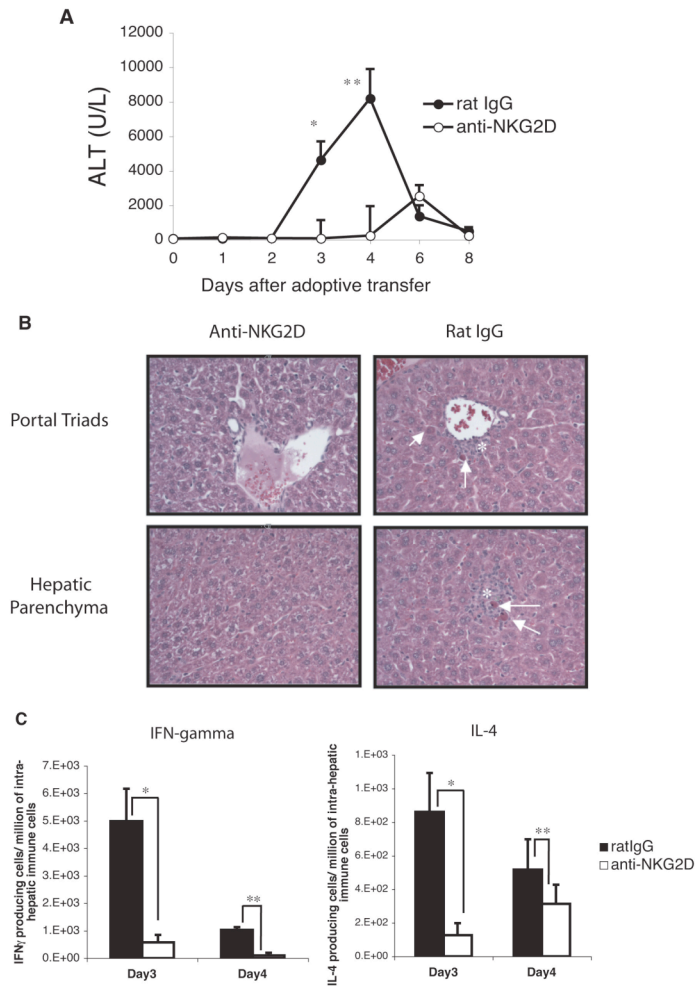 A
12000
10000
8000
6000
4000
2000
0
ALT (U/L)
*
**
rat IgG
anti-NKG2D
0 1 2 3 4 6 8
Days after adoptive transfer
B
Anti-NKG2D Rat IgG
Portal Triads
*
Hepatic
Parenchyma
*
C
IFN-gamma
IFNγ producing cells/ million of intra-
hepatic immune cells
7.E+03
6.E+03
5.E+03
4.E+03
3.E+03
2.E+03
1.E+03
0.E+00
*
**
Day3 Day4
IL-4
IL-4 producing cells/ million of intra-hepatic
immune cells
1.E+03
1.E+03
8.E+02
6.E+02
4.E+02
2.E+02
0.E+00
*
**
Day3 Day4
ratIgG
anti-NKG2D